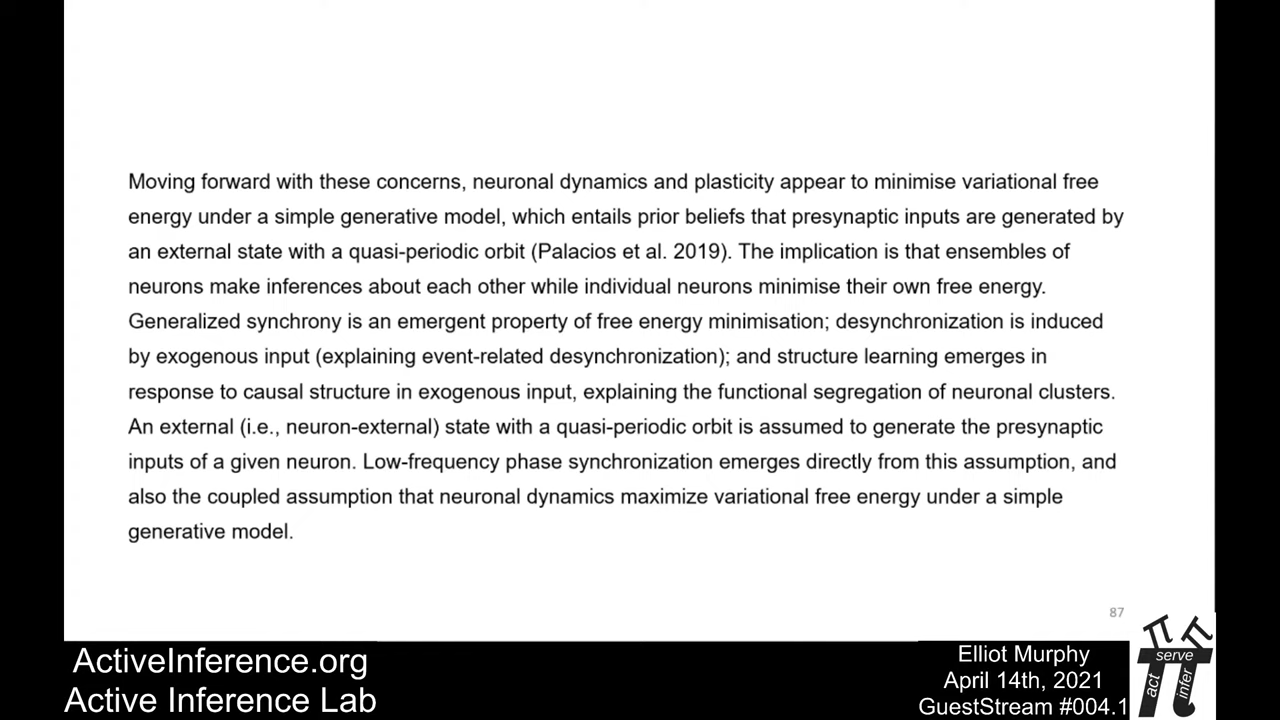 Moving forward with these concerns, neuronal dynamics and plasticity appear to minimise variational free
energy under a simple generative model, which entails prior beliefs that presynaptic inputs are generated by
an external state with a quasi-periodic orbit (Palacios et al. 2019). The implication is that ensembles of
neurons make inferences about each other while individual neurons minimise their own free energy.
Generalized synchrony is an emergent property of free energy minimisation; desynchronization is induced
by exogenous input (explaining event-related desynchronization); and structure learning emerges in
response to causal structure in exogenous input, explaining the functional segregation of neuronal clusters.
An external (i.e., neuron-external) state with a quasi-periodic orbit is assumed to generate the presynaptic
inputs of a given neuron. Low-frequency phase synchronization emerges directly from this assumption, and
also the coupled assumption that neuronal dynamics maximize variational free energy under a simple
generative model.
87
ActiveInference.org
Active Inference Lab
Elliot Murphy
April 14th, 2021
GuestStream #004.1
π π
serve
π
act
infer